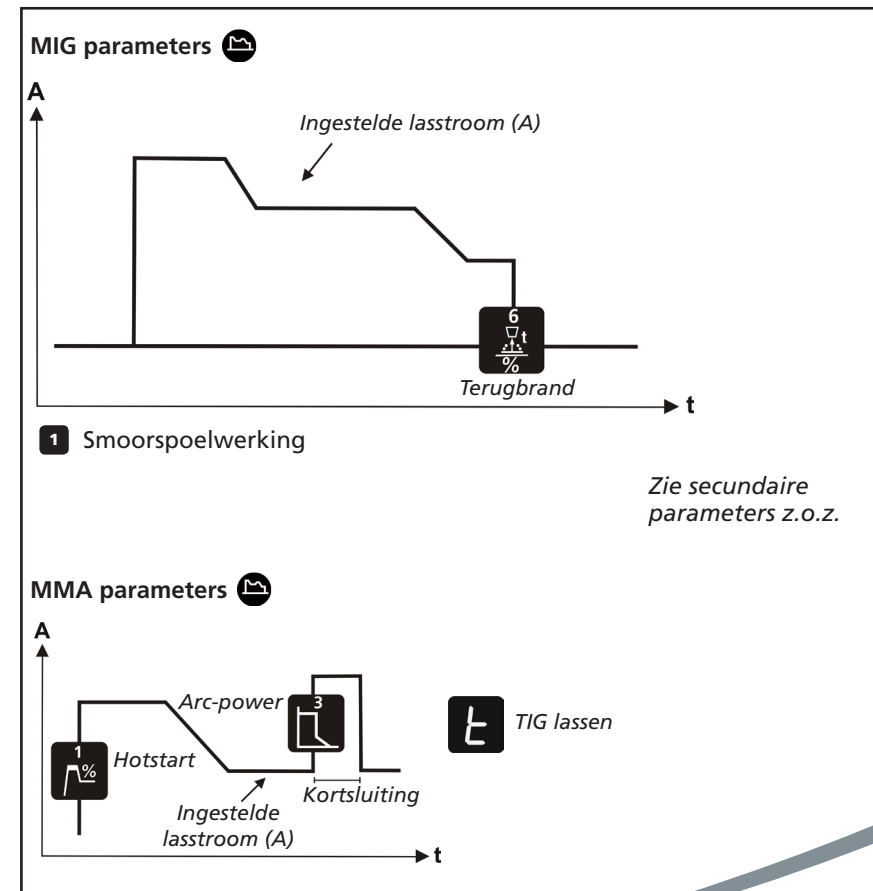 MIG parameters
A
Ingestelde lasstroom (A)
6
t
%
Terugbrand
t
1 Smoorspoelwerking
Zie secundaire
parameters z.o.z.
MMA parameters
A
Arc-power
3
t TIG lassen
1
%
Hotstart
Kortsluiting
Ingestelde
lasstroom (A)
t